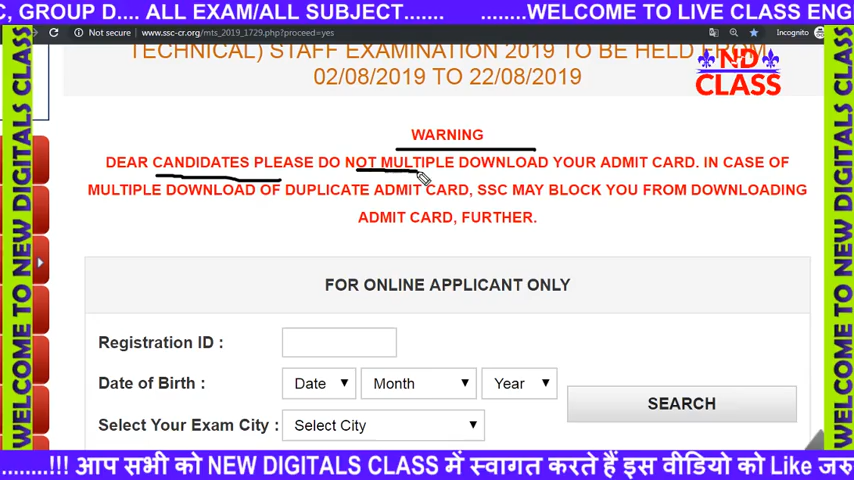 C, GROUP D.... ALL EXAM/ALL SUBJECT....... ........WELCOME TO LIVE CLASS ENG
Not secure www.ssc-cr.org/mts_2019_1729.php?proceed=yes Incognito
TECHNICAL) STAFF EXAMINATION 2019 TO BE HELD FROM
02/08/2019 TO 22/08/2019
ND
CLASS
WARNING
DEAR CANDIDATES PLEASE DO NOT MULTIPLE DOWNLOAD YOUR ADMIT CARD. IN CASE OF
MULTIPLE DOWNLOAD OF DUPLICATE ADMIT CARD, SSC MAY BLOCK YOU FROM DOWNLOADING
ADMIT CARD, FURTHER.
FOR ONLINE APPLICANT ONLY
Registration ID :
Date of Birth : Date Month Year
SEARCH
Select Your Exam City : Select City
WELCOME TO NEW DIGITALS CLASS
WELCOME TO NEW DIGITALS CLASS
........!!! आप सभी को NEW DIGITALS CLASS में स्वागत करते हैं इस वीडियो को Like जरु